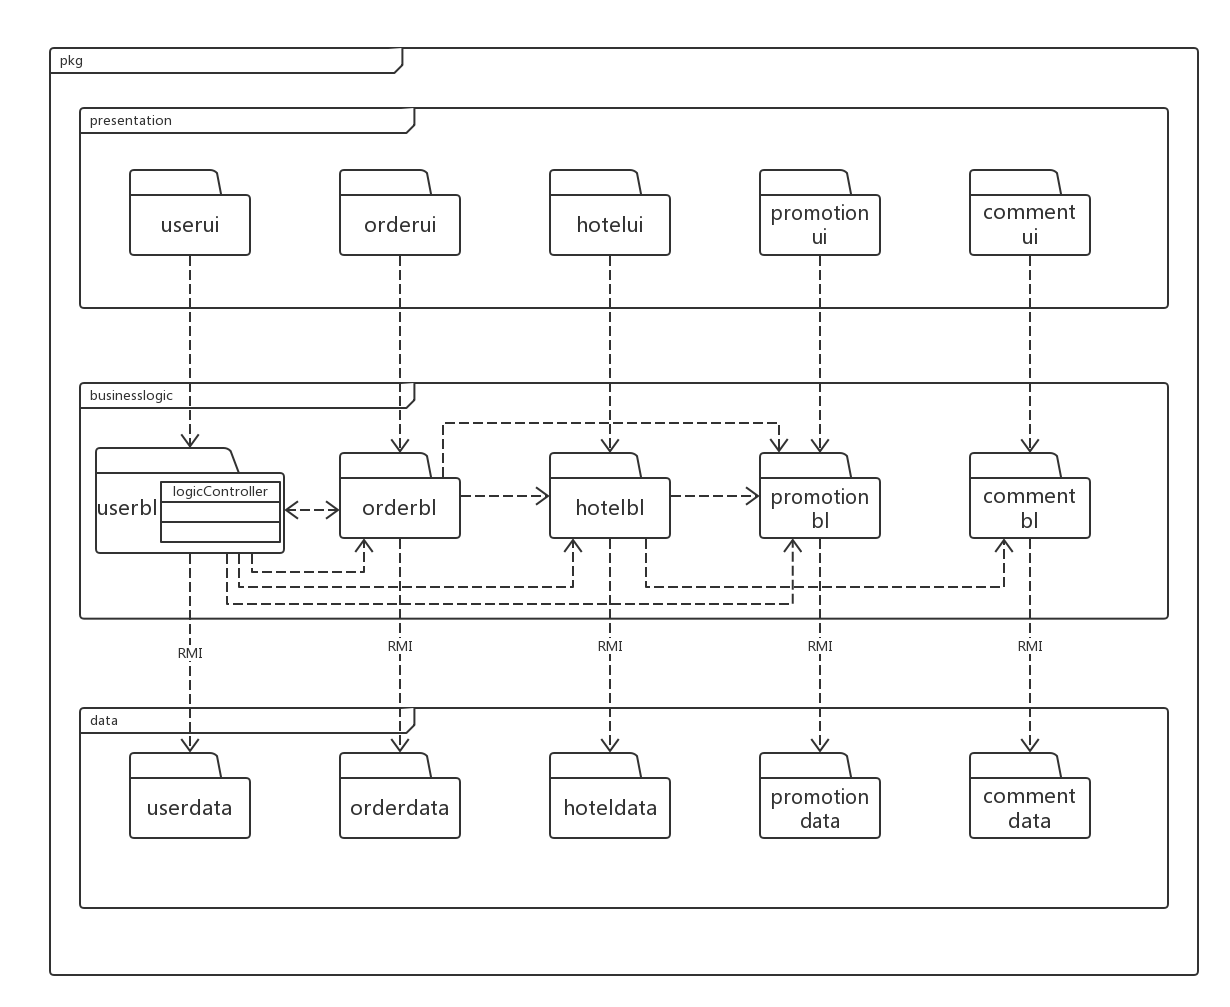 pkg
presentation
userui
orderui
hotelui
promotion
ui
comment
ui
businesslogic
userbl
logicController
orderbl
hotelbl
promotion
bl
comment
bl
RMI
RMI
RMI
RMI
RMI
data
userdata
orderdata
hoteldata
promotion
data
comment
data